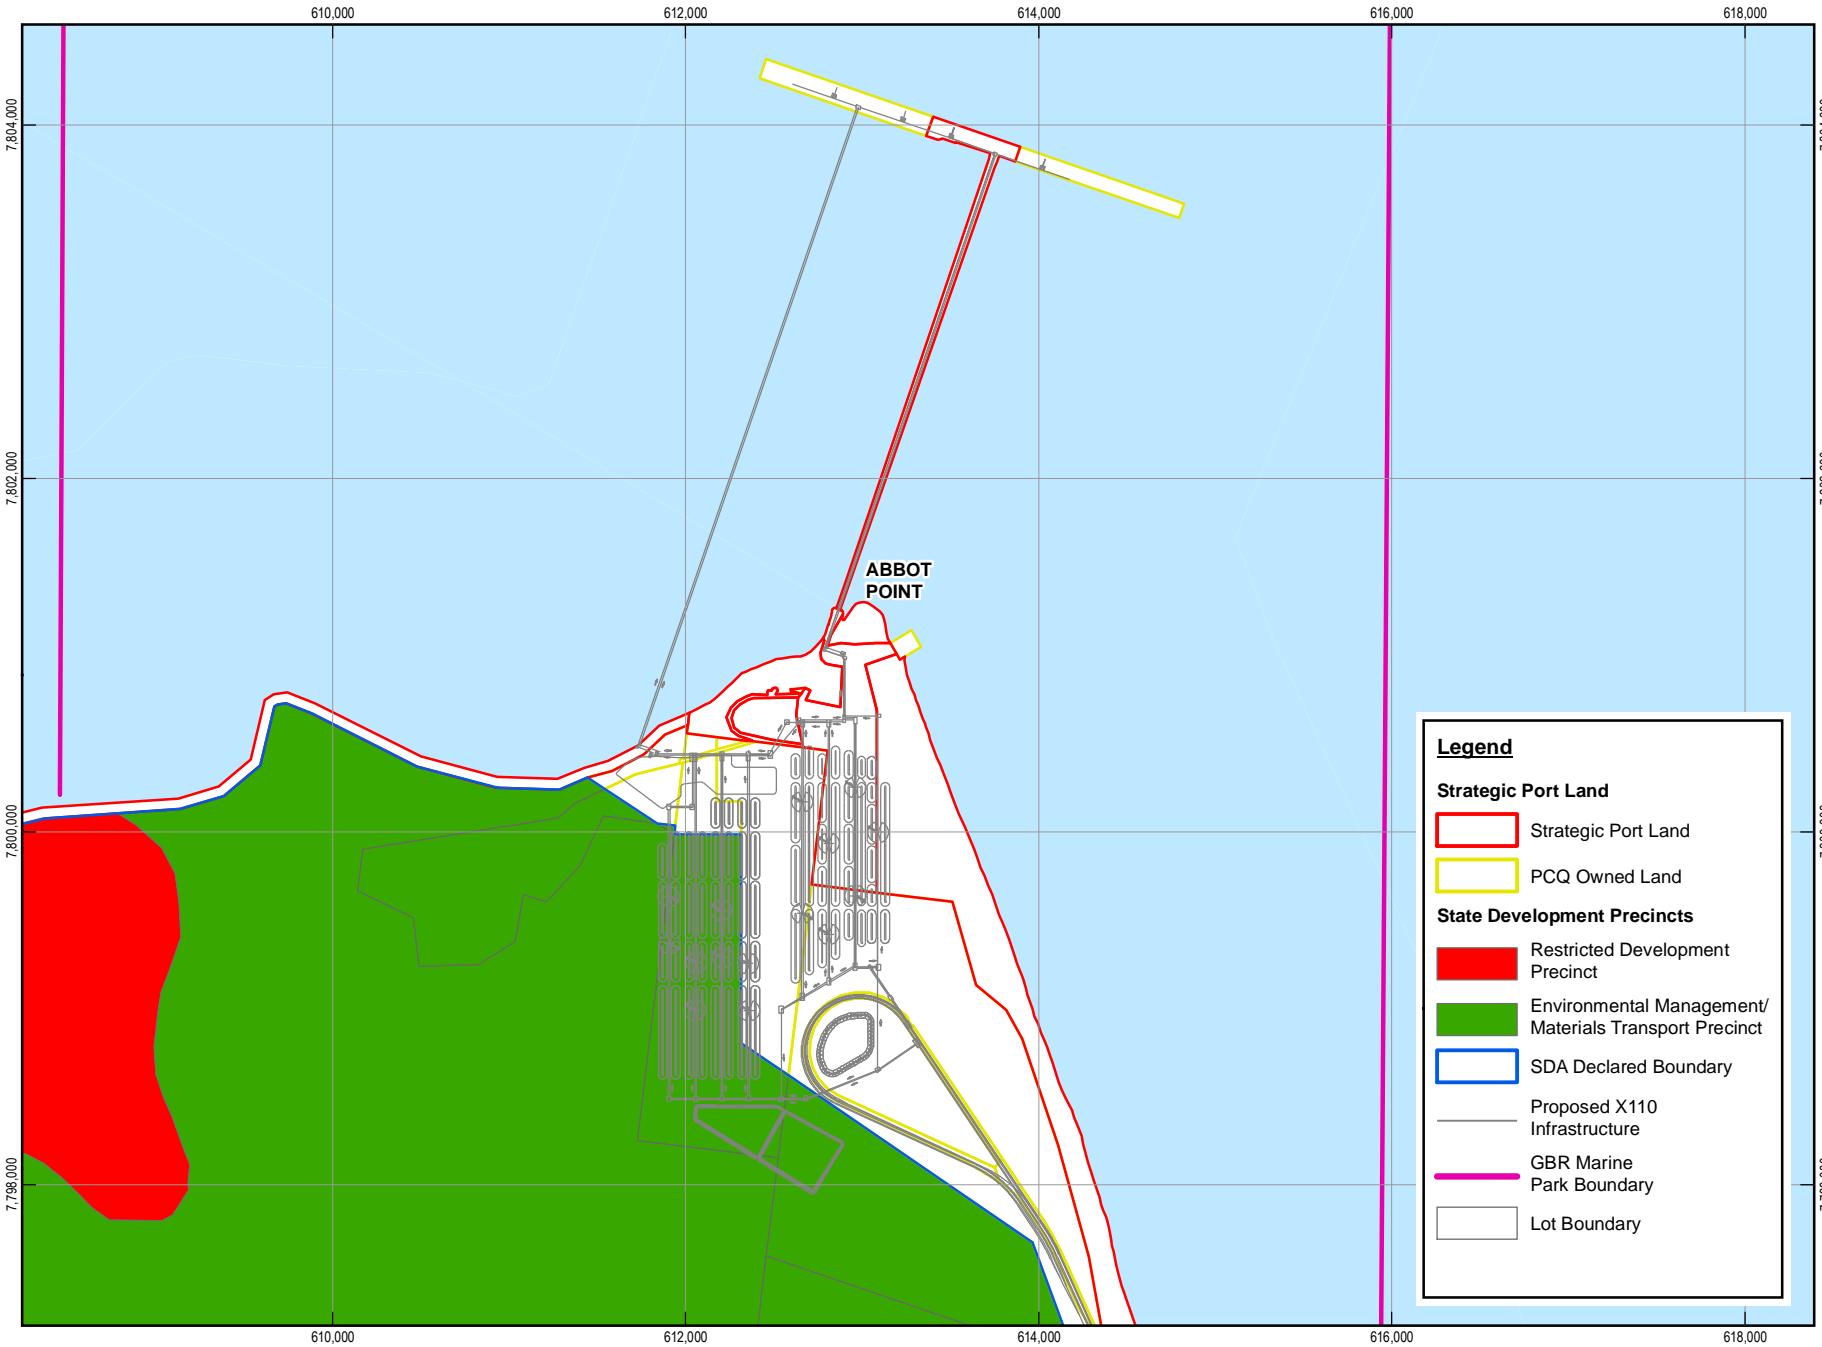 610,000
612,000
614,000
616,000
618,000
7,804,000
7,802,000
7,800,000
7,798,000
ABBOT
POINT
Legend
Strategic Port Land
Strategic Port Land
PCQ Owned Land
State Development Precincts
Restricted Development
Precinct
Environmental Management/
Materials Transport Precinct
SDA Declared Boundary
Proposed X110
Infrastructure
GBR Marine
Park Boundary
Lot Boundary
610,000
612,000
614,000
616,000
618,000